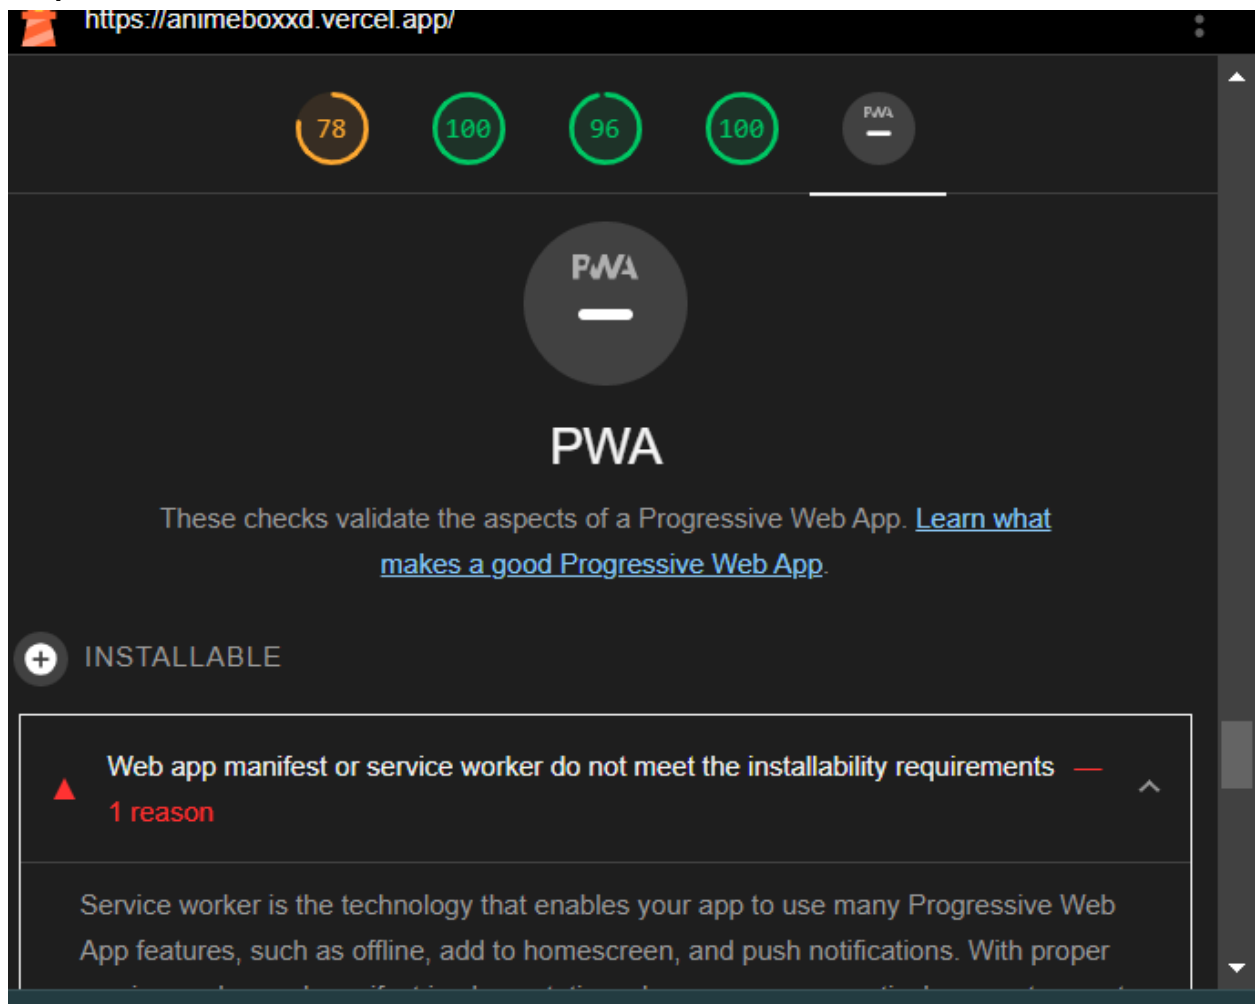 https://animeboxxd.vercel.app/
78 100 96 100 PWA
PWA
PWA
These checks validate the aspects of a Progressive Web App. Learn what
makes a good Progressive Web App.
INSTALLABLE
Web app manifest or service worker do not meet the installability requirements —
1 reason
Service worker is the technology that enables your app to use many Progressive Web
App features, such as offline, add to homescreen, and push notifications. With proper